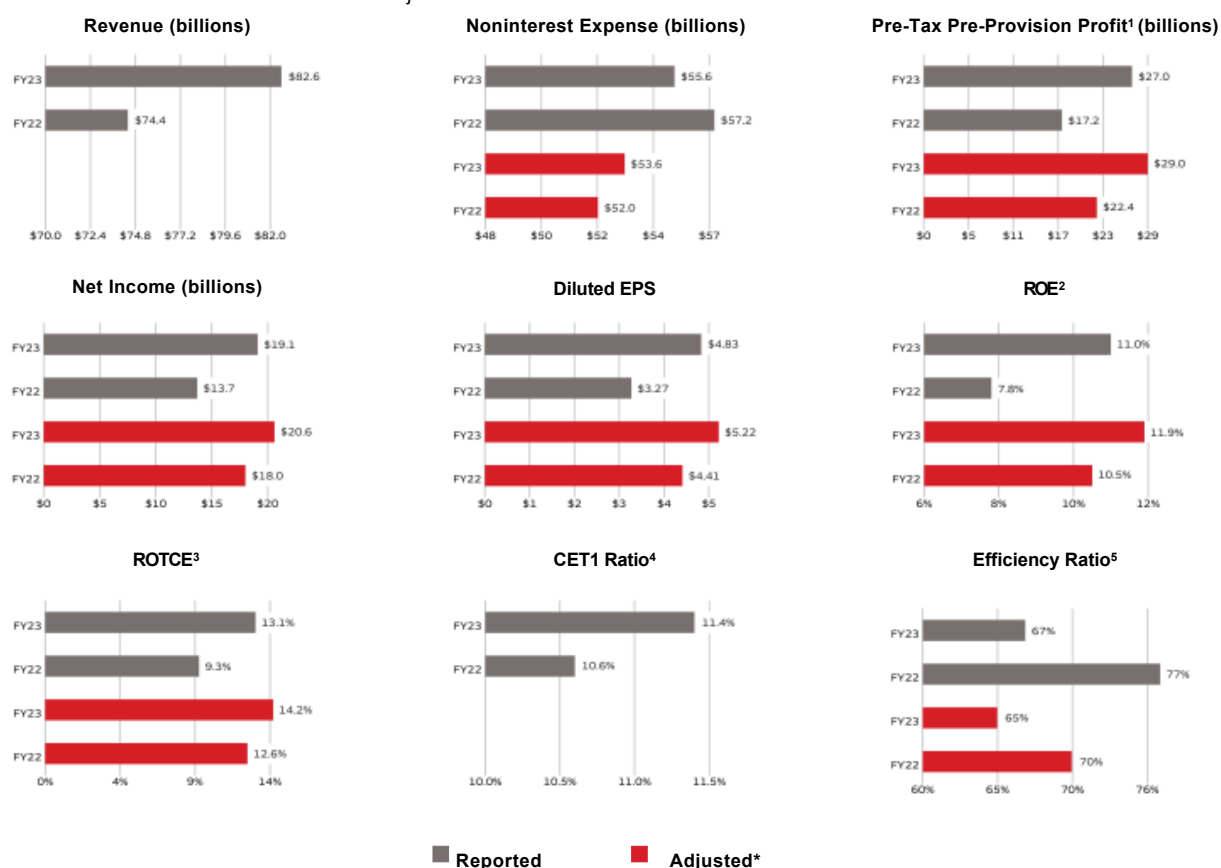 Revenue (billions)
FY23
$82.6
FY22
$74.4
$70.0 $72.4 $74.8 $77.2 $79.6 $82.0
Noninterest Expense (billions)
FY23
$55.6
FY22
$57.2
FY23
$53.6
FY22
$52.0
$48 $50 $52 $54 $57
Pre-Tax Pre-Provision Profit¹ (billions)
FY23
$27.0
FY22
$17.2
FY23
$29.0
FY22
$22.4
$0 $5 $11 $17 $23 $29
Net Income (billions)
FY23
$19.1
FY22
$13.7
FY23
$20.6
FY22
$18.0
$0 $5 $10 $15 $20
Diluted EPS
FY23
$4.83
FY22
$3.27
FY23
$5.22
FY22
$4.41
$0 $1 $2 $3 $4 $5
ROE²
FY23
11.0%
FY22
7.8%
FY23
11.9%
FY22
10.5%
6% 8% 10% 12%
ROTCE³
FY23
13.1%
FY22
9.3%
FY23
14.2%
FY22
12.6%
0% 4% 9% 14%
CET1 Ratio⁴
FY23
11.4%
FY22
10.6%
10.0% 10.5% 11.0% 11.5%
Efficiency Ratio⁵
FY23
67%
FY22
77%
FY23
65%
FY22
70%
60% 65% 70% 76%
Reported Adjusted*